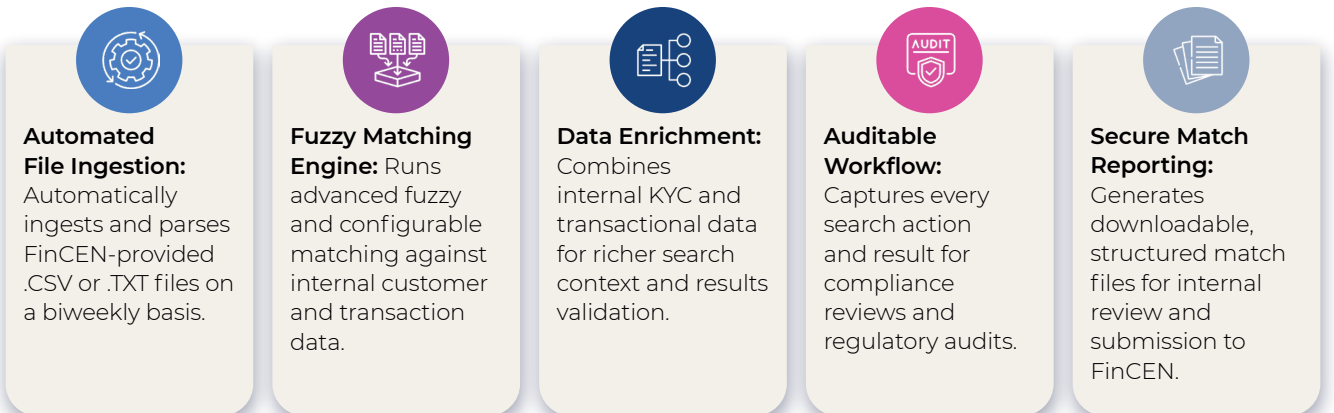 Automated
File Ingestion:
Automatically
ingests and parses
FinCEN-provided
.CSV or .TXT files on
a biweekly basis.
Fuzzy Matching
Engine: Runs
advanced fuzzy
and configurable
matching against
internal customer
and transaction
data.
Data Enrichment:
Combines
internal KYC and
transactional data
for richer search
context and results
validation.
AUDIT
Auditable
Workflow:
Captures every
search action
and result for
compliance
reviews and
regulatory audits.
Secure Match
Reporting:
Generates
downloadable,
structured match
files for internal
review and
submission to
FinCEN.